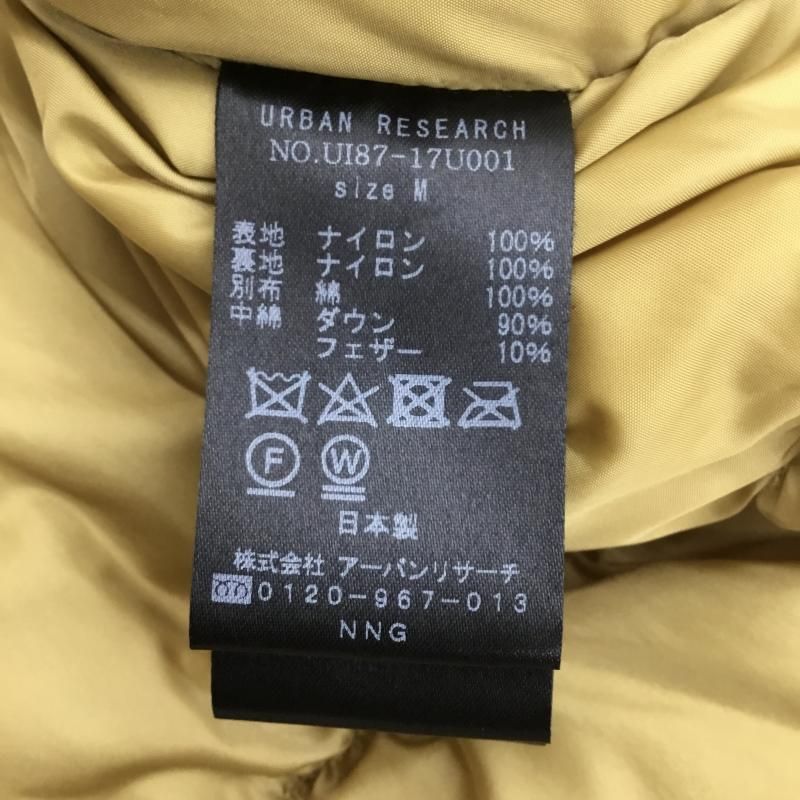 URBAN RESEARCH
NO.UI87-17U001
size M
表地 ナイロン 100%
裏地 ナイロン 100%
別布 綿 100%
中綿 ダウン 90%
フェザー 10%
F W
日本製
株式会社 アーバンリサーチ
0120-967-013
NNG